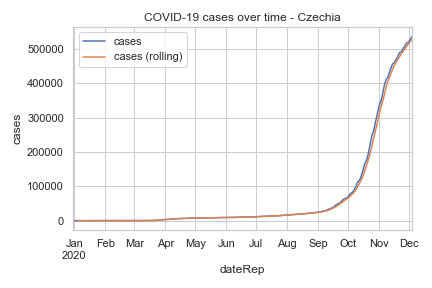 COVID-19 cases over time - Czechia
cases
cases (rolling)
500000
400000
300000
200000
100000
0
cases
Jan Feb Mar Apr May Jun Jul Aug Sep Oct Nov Dec
2020
dateRep